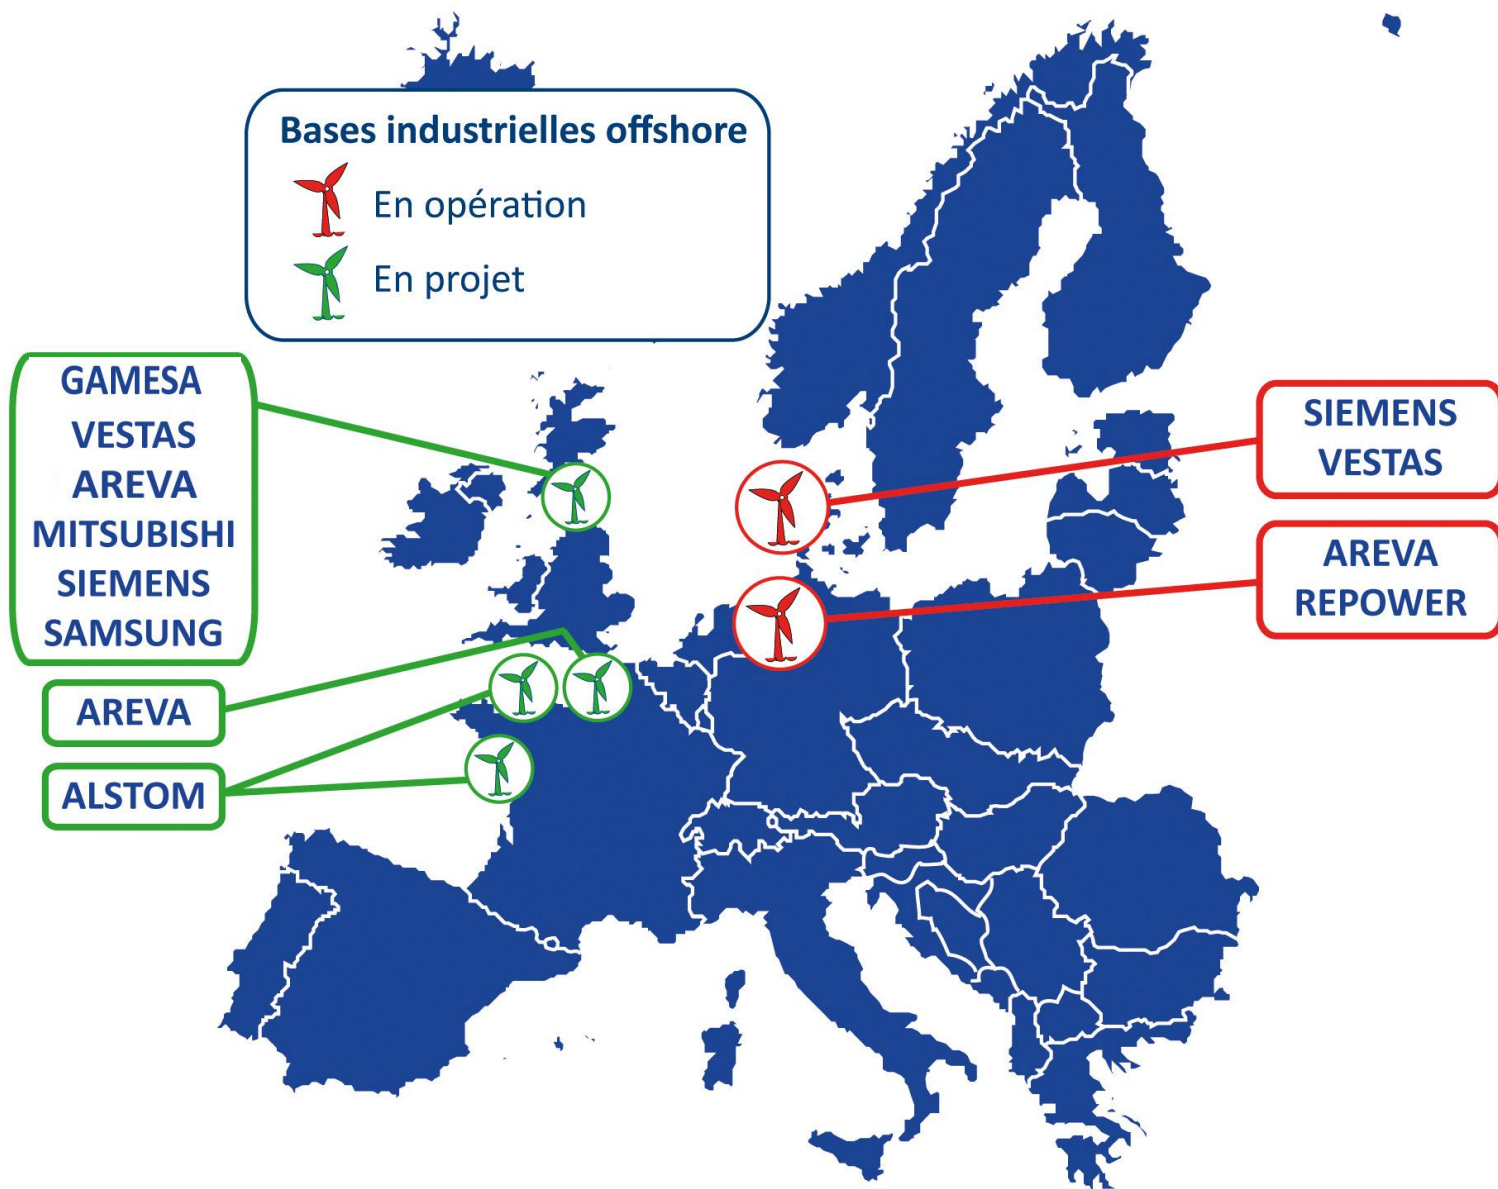 Bases industrielles offshore
En opération
En projet
GAMESA
VESTAS
AREVA
MITSUBISHI
SIEMENS
SAMSUNG
AREVA
ALSTOM
SIEMENS
VESTAS
AREVA
REPOWER